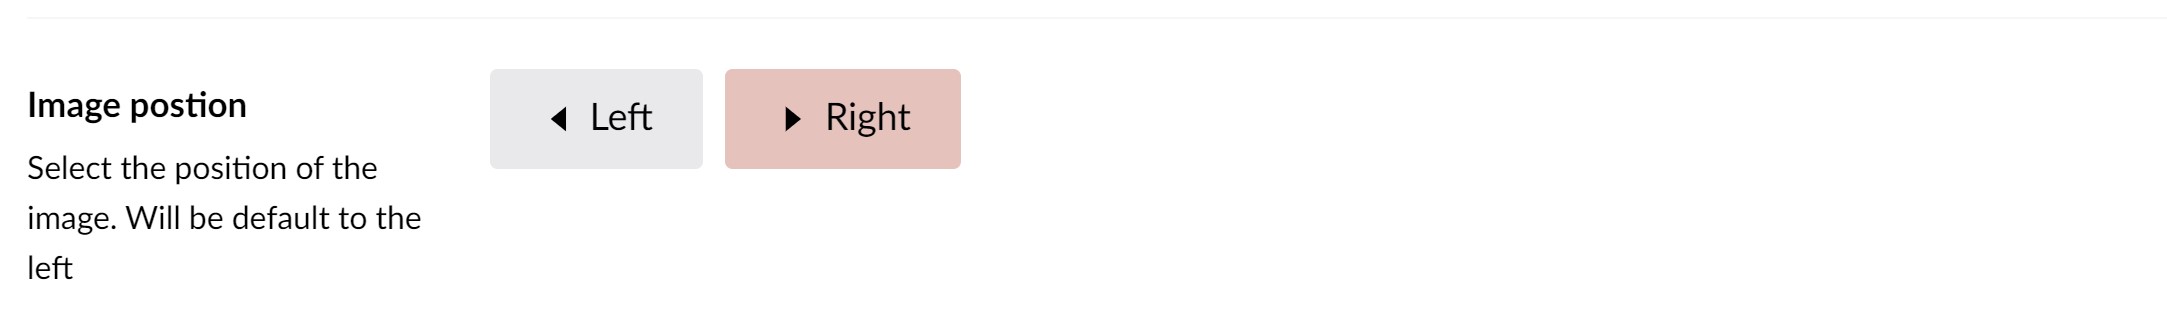 Image postion
Select the position of the
image. Will be default to the
left
Left
Right